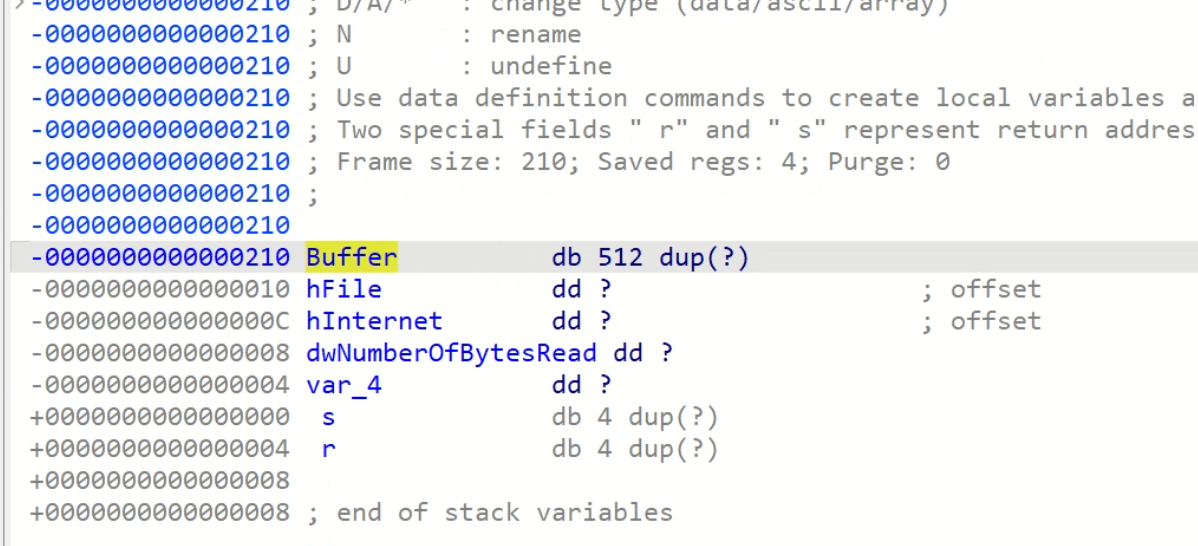 -0000000000000210 ; D/A/* : change type (data/ascii/array)
-0000000000000210 ; N : rename
-0000000000000210 ; U : undefine
-0000000000000210 ; Use data definition commands to create local variables a
-0000000000000210 ; Two special fields " r" and " s" represent return addres
-0000000000000210 ; Frame size: 210; Saved regs: 4; Purge: 0
-0000000000000210 ;
-0000000000000210
-0000000000000210 Buffer db 512 dup(?)
-0000000000000010 hFile dd ? ; offset
-000000000000000C hInternet dd ? ; offset
-0000000000000008 dwNumberOfBytesRead dd ?
-0000000000000004 var_4 dd ?
+0000000000000000 s db 4 dup(?)
+0000000000000004 r db 4 dup(?)
+0000000000000008
+0000000000000008 ; end of stack variables